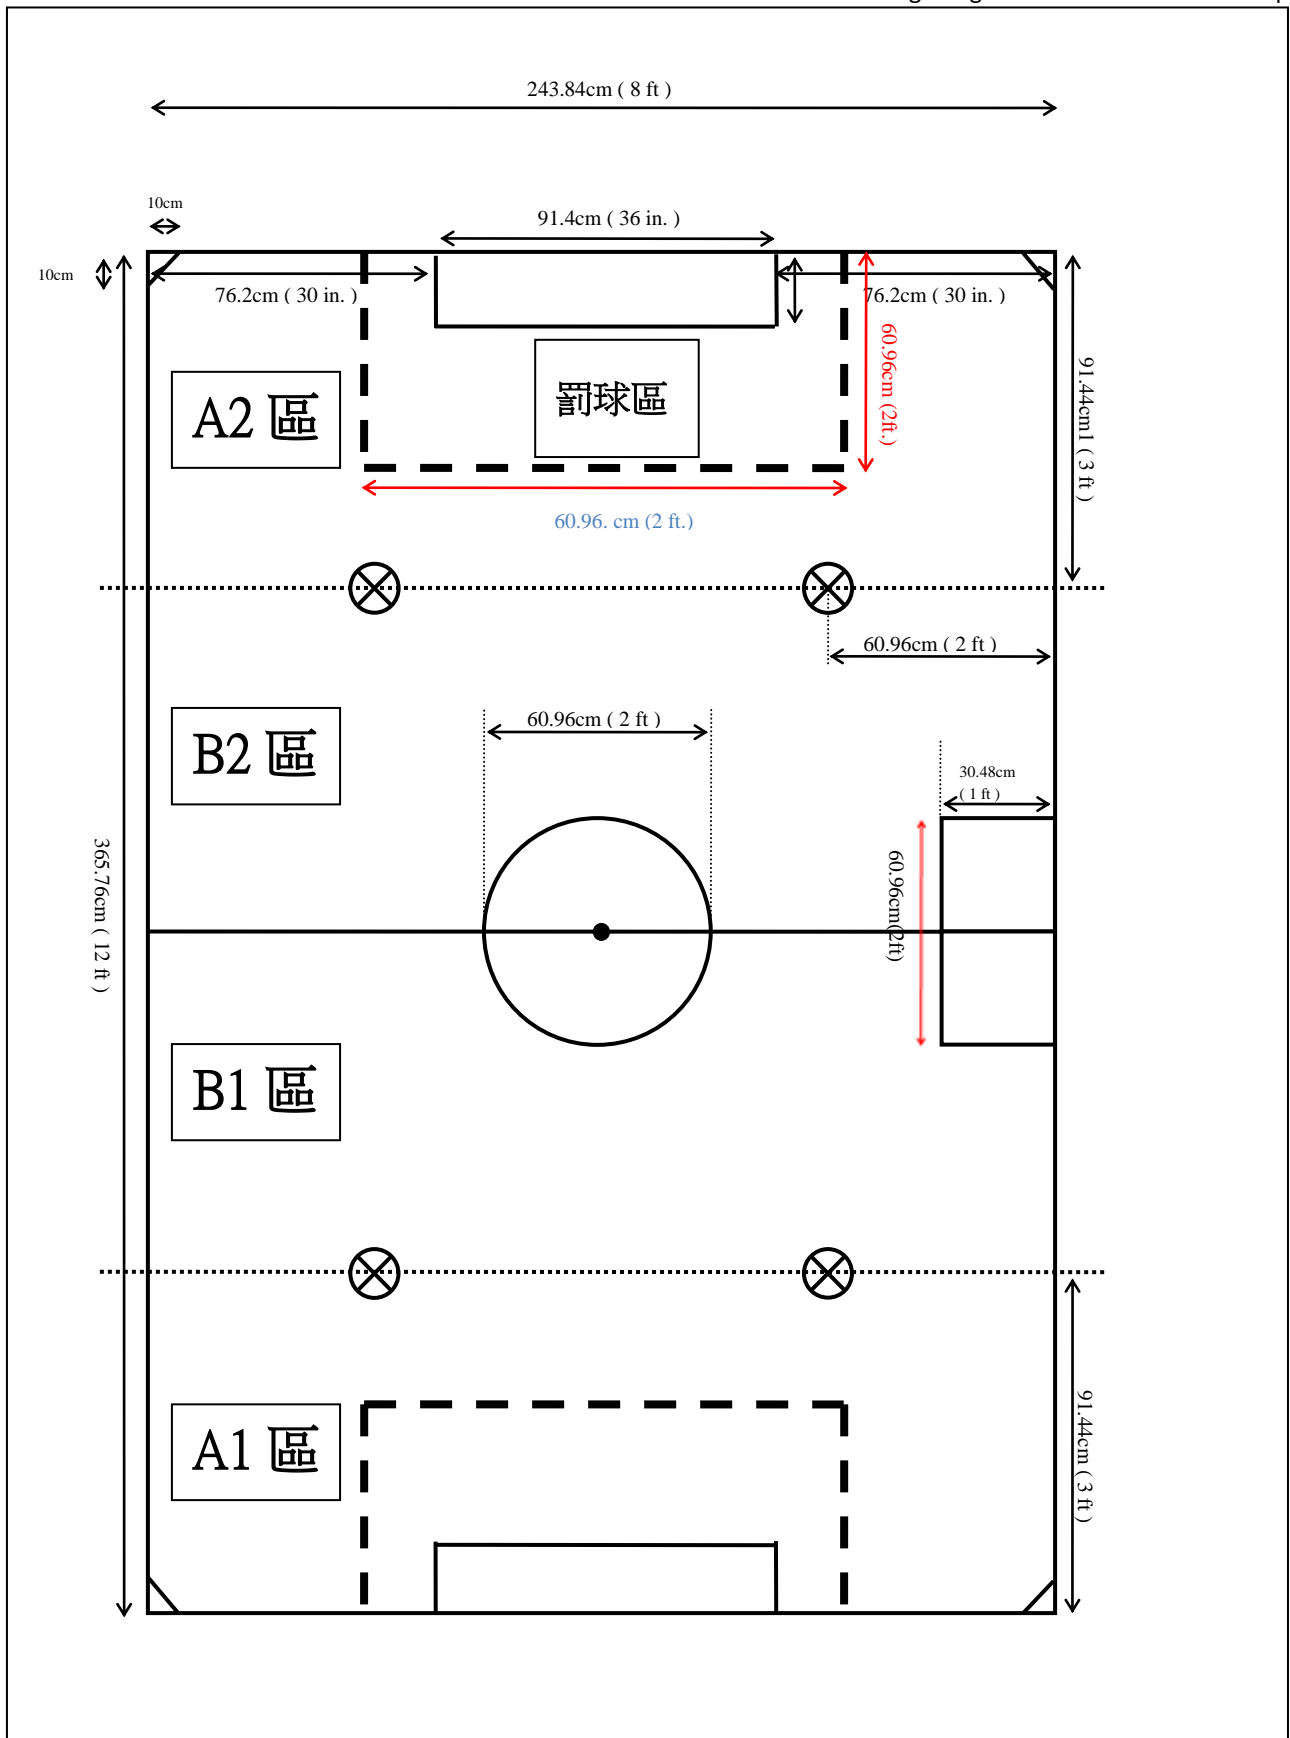 243.84cm ( 8 ft )
10cm
91.4cm ( 36 in. )
10cm
76.2cm ( 30 in. )
76.2cm ( 30 in. )
60.96cm (2ft.)
91.44cm1 ( 3 ft )
A2 區
罰球區
60.96. cm (2 ft.)
60.96cm ( 2 ft )
B2 區
60.96cm ( 2 ft )
30.48cm
( 1 ft )
365.76cm ( 12 ft )
60.96cm(2ft)
B1 區
A1 區
91.44cm ( 3 ft )